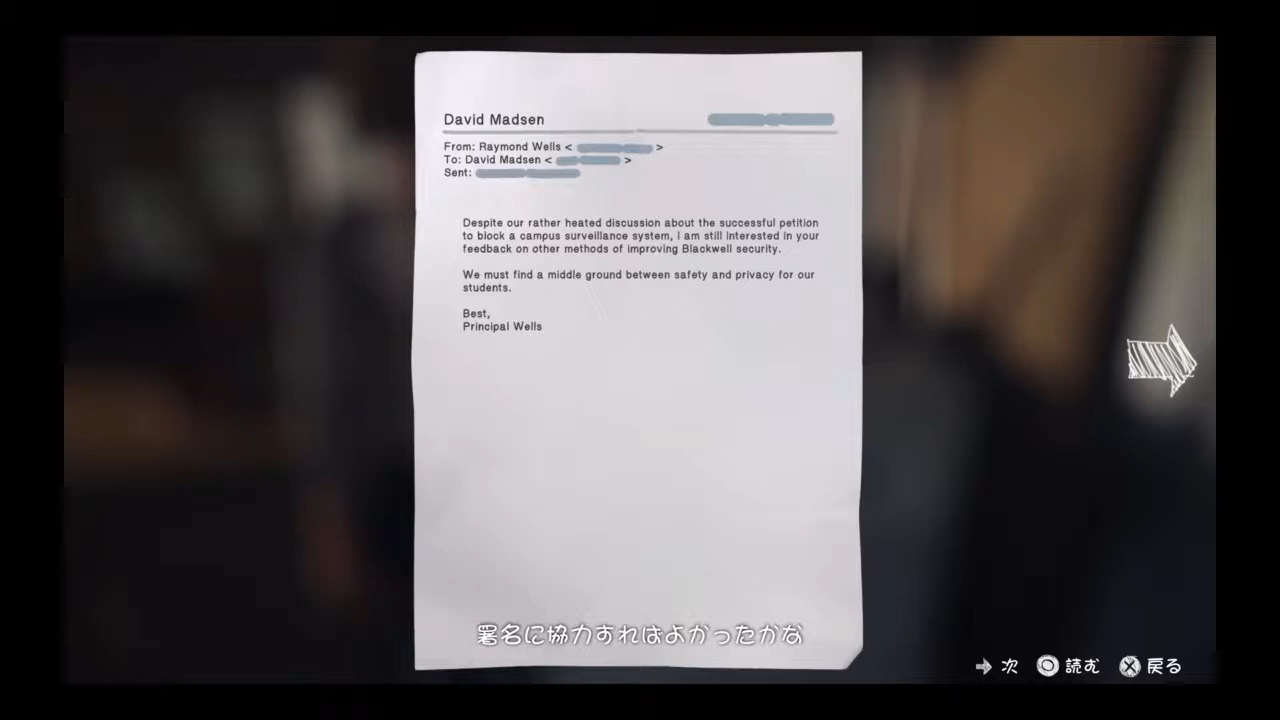 David Madsen
From: Raymond Wells < >
To: David Madsen < >
Sent:
Despite our rather heated discussion about the successful petition
to block a campus surveillance system, I am still interested in your
feedback on other methods of improving Blackwell security.
We must find a middle ground between safety and privacy for our
students.
Best,
Principal Wells
署名に協力すればよかったかな
次 読む 戻る